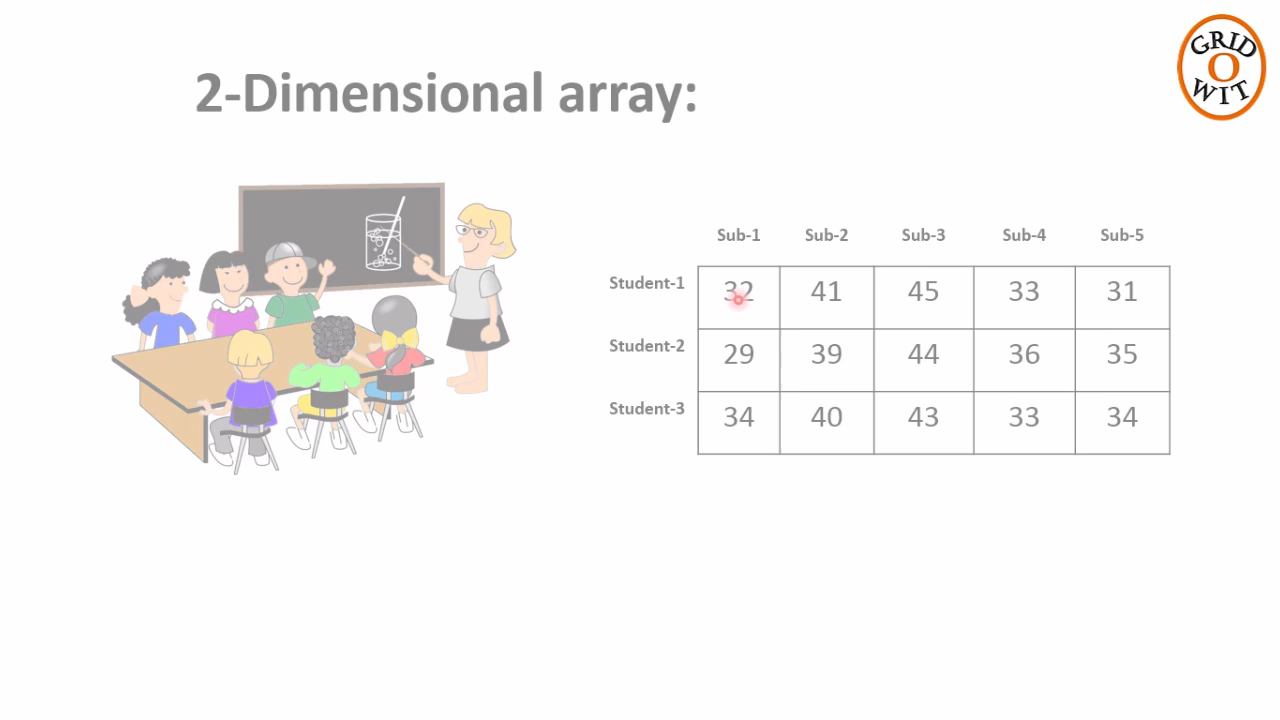 GRID
O
WIT
2-Dimensional array:
Sub-1 Sub-2 Sub-3 Sub-4 Sub-5
Student-1 32 41 45 33 31
Student-2 29 39 44 36 35
Student-3 34 40 43 33 34